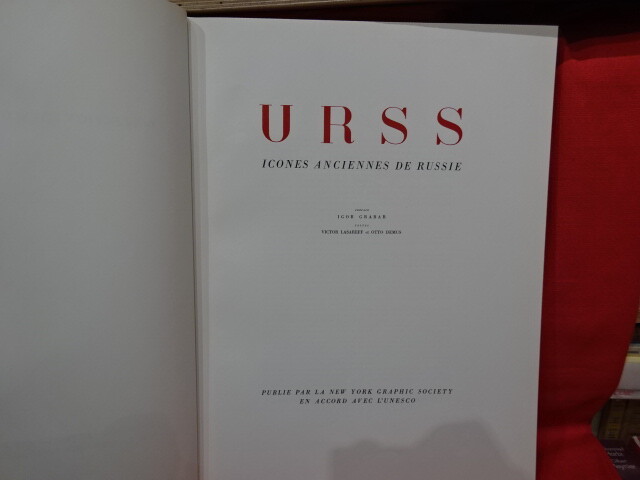 URSS
ICONES ANCIENNES DE RUSSIE
IGOR GRABAR
VICTOR LASAREFF et OTTO DEMUS
PUBLIE PAR LA NEW YORK GRAPHIC SOCIETY
EN ACCORD AVEC L'UNESCO